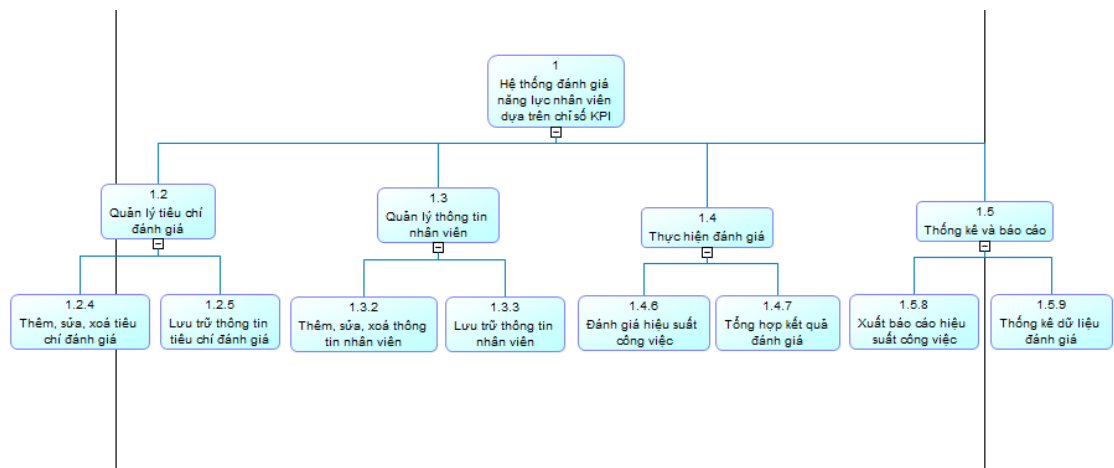 1
Hệ thống đánh giá
năng lực nhân viên
dựa trên chỉ số KPI
1.2
Quản lý tiêu chí
đánh giá
1.3
Quản lý thông tin
nhân viên
1.4
Thực hiện đánh giá
1.5
Thống kê và báo cáo
1.2.4
Thêm, sửa, xoá tiêu
chí đánh giá
1.2.5
Lưu trữ thông tin
tiêu chí đánh giá
1.3.2
Thêm, sửa, xoá thông
tin nhân viên
1.3.3
Lưu trữ thông tin
nhân viên
1.4.6
Đánh giá hiệu suất
công việc
1.4.7
Tổng hợp kết quả
đánh giá
1.5.8
Xuất báo cáo hiệu
suất công việc
1.5.9
Thống kê dữ liệu
đánh giá